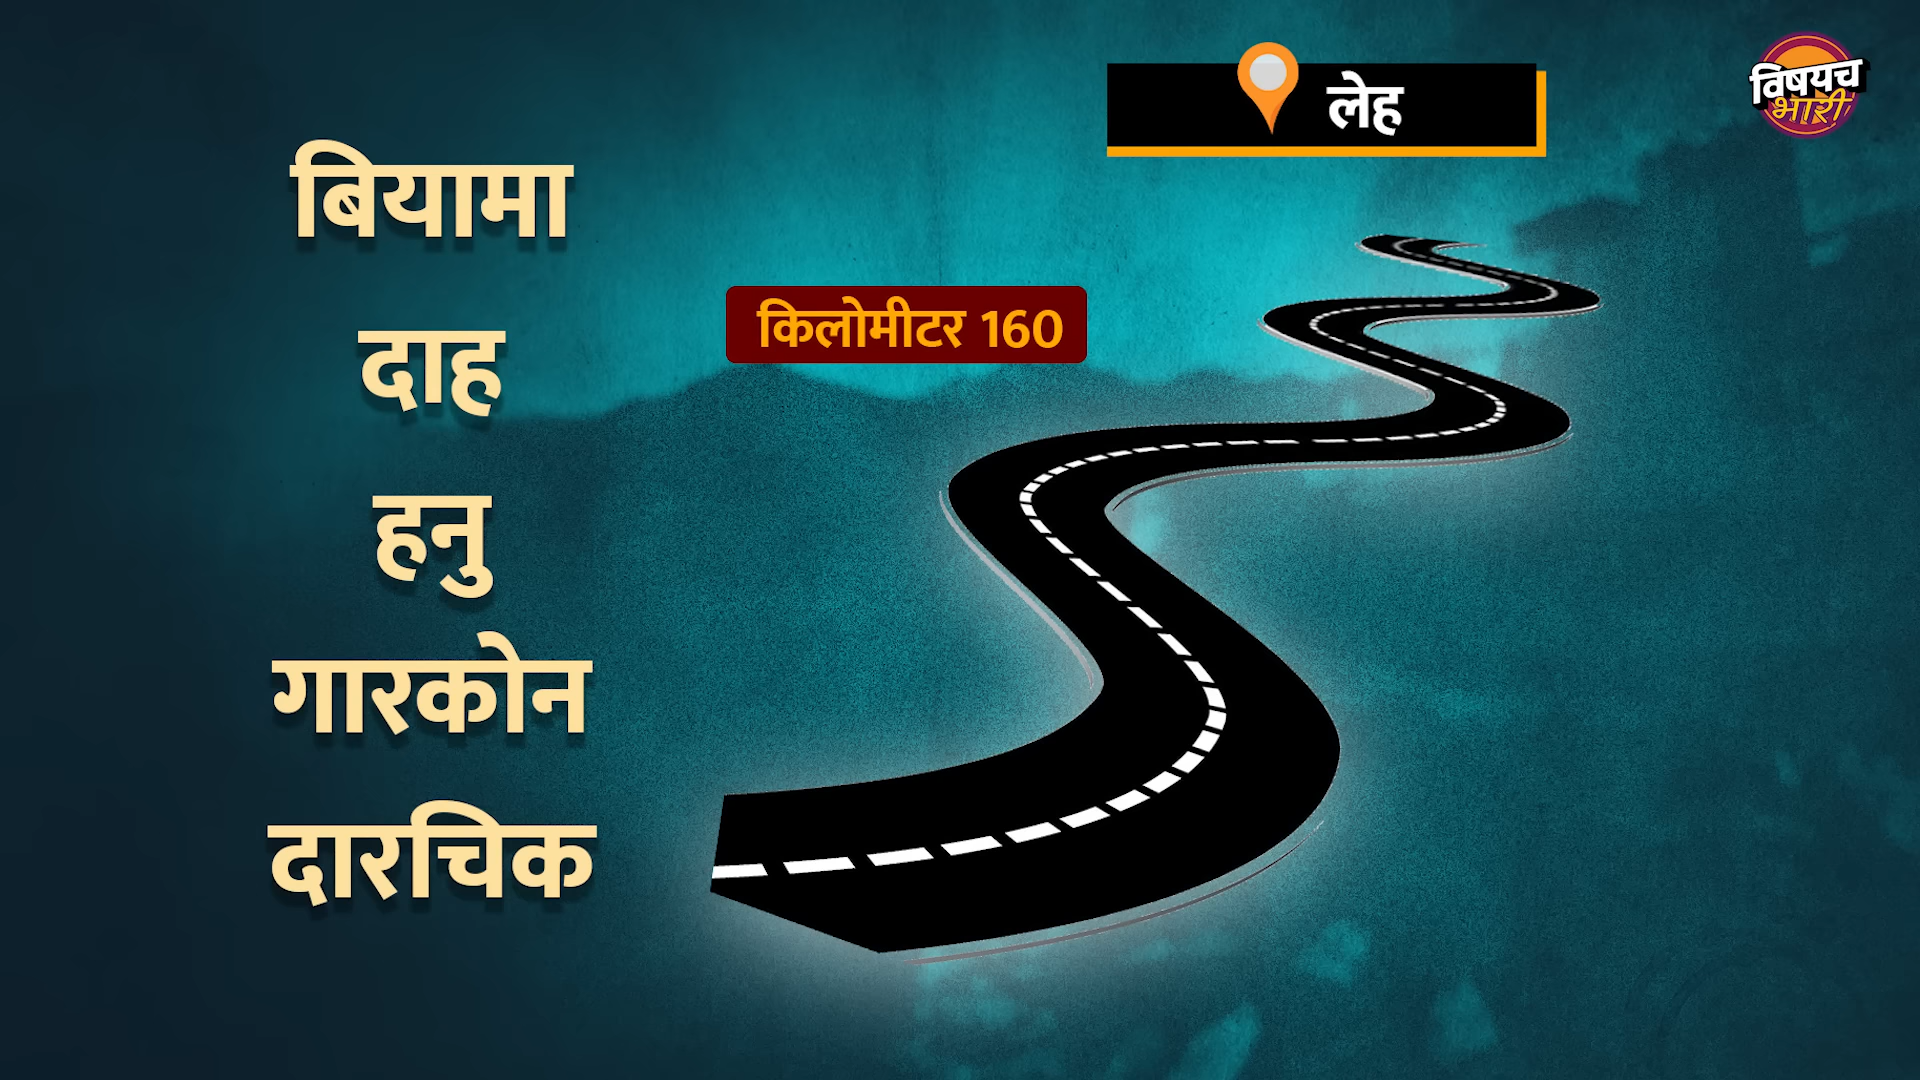 लेह
विषयच
भारी
बियामा
दाह
किलोमीटर 160
हनु
गारकोन
दारचिक